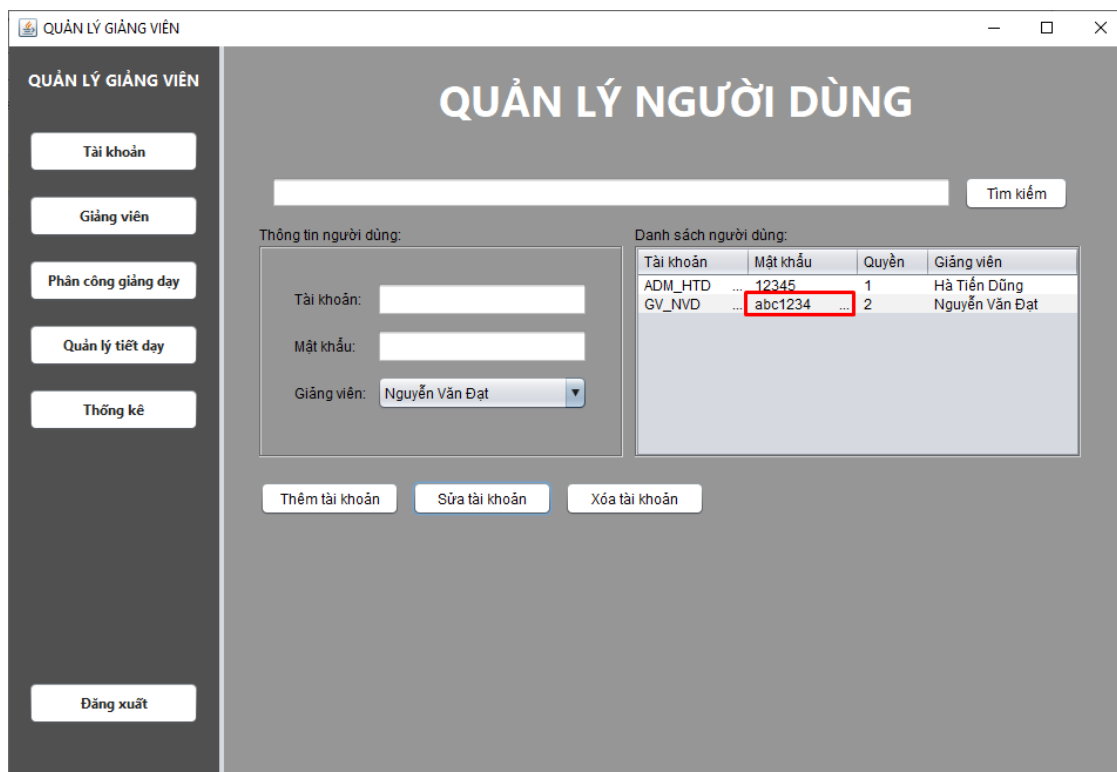 QUẢN LÝ GIẢNG VIÊN
QUẢN LÝ GIẢNG VIÊN
Tài khoản
Giảng viên
Phân công giảng dạy
Quản lý tiết dạy
Thống kê
Đăng xuất
QUẢN LÝ NGƯỜI DÙNG
Tìm kiếm
Thông tin người dùng:
Tài khoản:
Mật khẩu:
Giảng viên: Nguyễn Văn Đạt
Danh sách người dùng:
Tài khoản Mật khẩu Quyền Giảng viên
ADM_HTD ... 12345 1 Hà Tiến Dũng
GV_NVD ... abc1234 ... 2 Nguyễn Văn Đạt
Thêm tài khoản Sửa tài khoản Xóa tài khoản